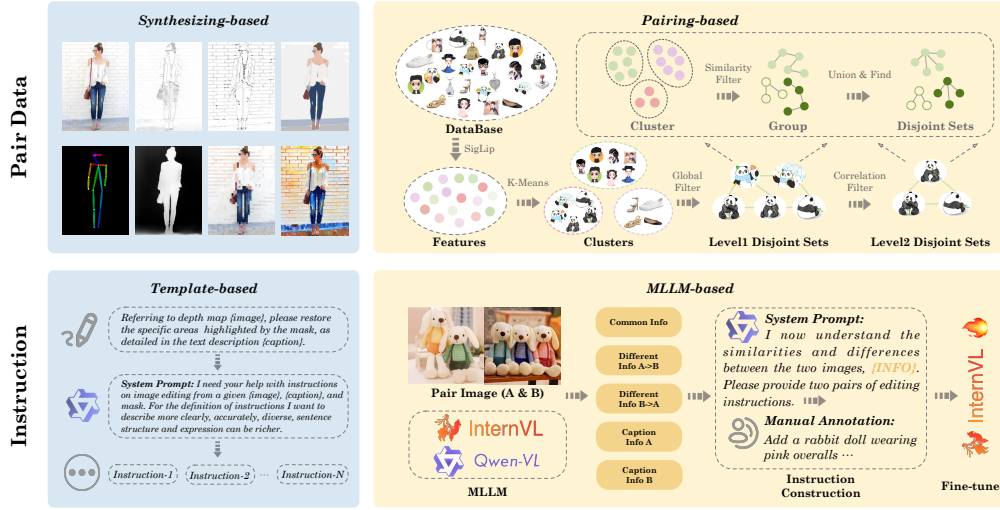 Pair Data
Synthesizing-based
Pairing-based
DataBase
SigLip
Features
K-Means
Clusters
Cluster
Similarity
Filter
Group
Union & Find
Disjoint Sets
Global
Filter
Level1 Disjoint Sets
Correlation
Filter
Level2 Disjoint Sets
Instruction
Template-based
Referring to depth map {image}, please restore
the specific areas highlighted by the mask, as
detailed in the text description {caption}.
System Prompt: I need your help with instructions
on image editing from a given {image}, {caption}, and
mask. For the definition of instructions I want to
describe more clearly, accurately, diverse, sentence
structure and expression can be richer.
Instruction-1
Instruction-2
...
Instruction-N
MLLM-based
Pair Image (A & B)
InternVL
Qwen-VL
MLLM
Common Info
Different
Info A->B
Different
Info B->A
Caption
Info A
Caption
Info B
System Prompt:
I now understand the
similarities and differences
between the two images, {INFO}.
Please provide two pairs of editing
instructions.
Manual Annotation:
Add a rabbit doll wearing
pink overalls ...
Instruction
Construction
InternVL
Fine-tune